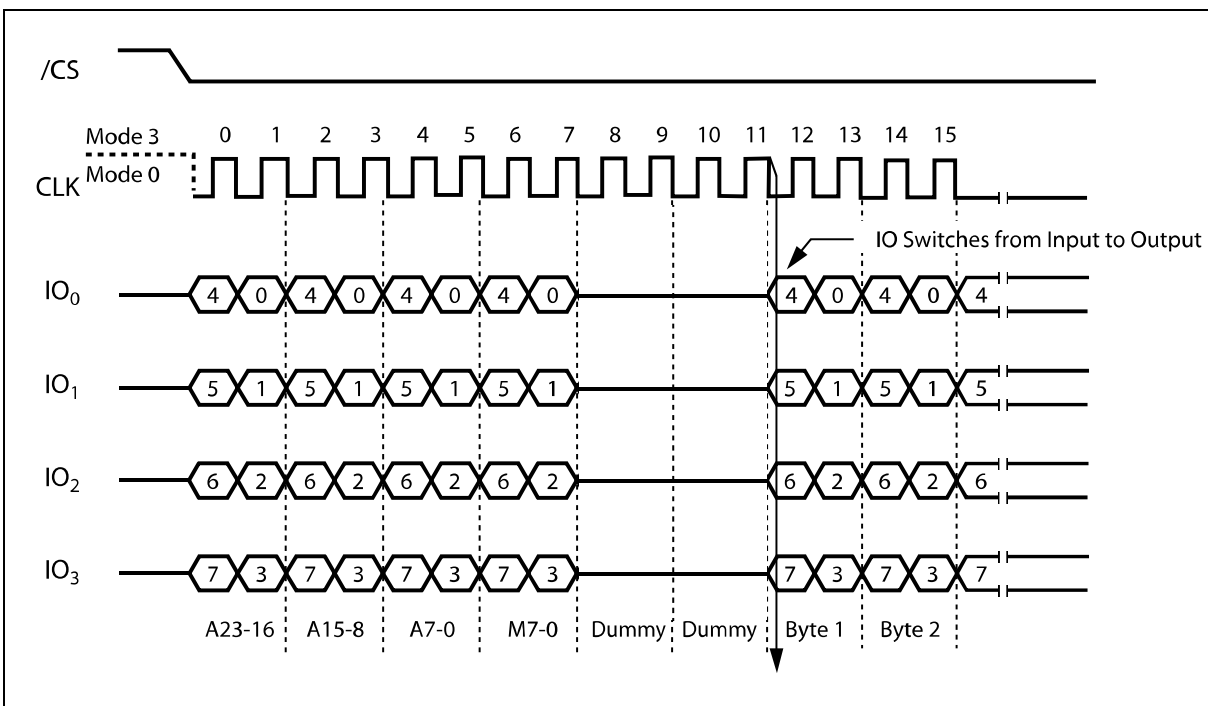 /CS
Mode 3 0 1 2 3 4 5 6 7 8 9 10 11 12 13 14 15
Mode 0
CLK
IO Switches from Input to Output
IO0 4 0 4 0 4 0 4 0 4 0 4 0 4
IO1 5 1 5 1 5 1 5 1 5 1 5 1 5
IO2 6 2 6 2 6 2 6 2 6 2 6 2 6
IO3 7 3 7 3 7 3 7 3 7 3 7 3 7
A23-16 A15-8 A7-0 M7-0 Dummy Dummy Byte 1 Byte 2